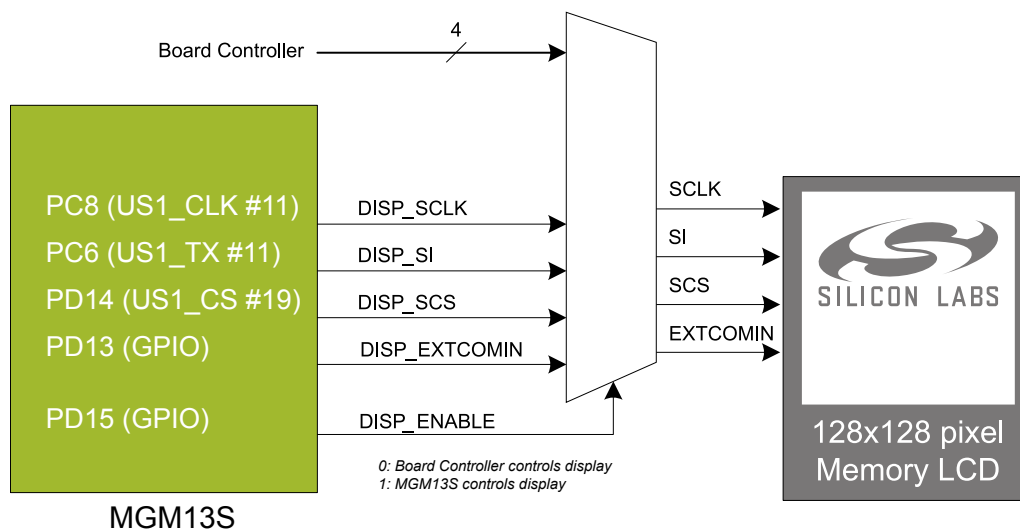 4
Board Controller
PC8 (US1_CLK #11)
DISP_SCLK
SCLK
PC6 (US1_TX #11)
DISP_SI
SI
PD14 (US1_CS #19)
DISP_SCS
SCS
PD13 (GPIO)
DISP_EXTCOMIN
EXTCOMIN
PD15 (GPIO)
DISP_ENABLE
SILICON LABS
128x128 pixel
Memory LCD
0: Board Controller controls display
1: MGM13S controls display
MGM13S